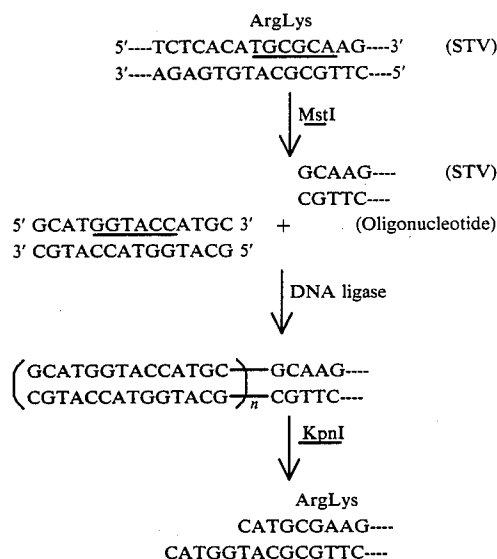 ArgLys
5'----TCTCACATGCGCAAG----3' (STV)
3'----AGAGTGTACGCGTTC----5'
MstI
GCAAG---- (STV)
CGTTC----
5' GCATGGTACCATGC 3' + (Oligonucleotide)
3' CGTACCATGGTACG 5'
DNA ligase
(GCATGGTACCATGC—GCAAG----
CGTACCATGGTACG)n—CGTTC----
KpnI
ArgLys
CATGCGAAG----
CATGGTACGCGTTC----